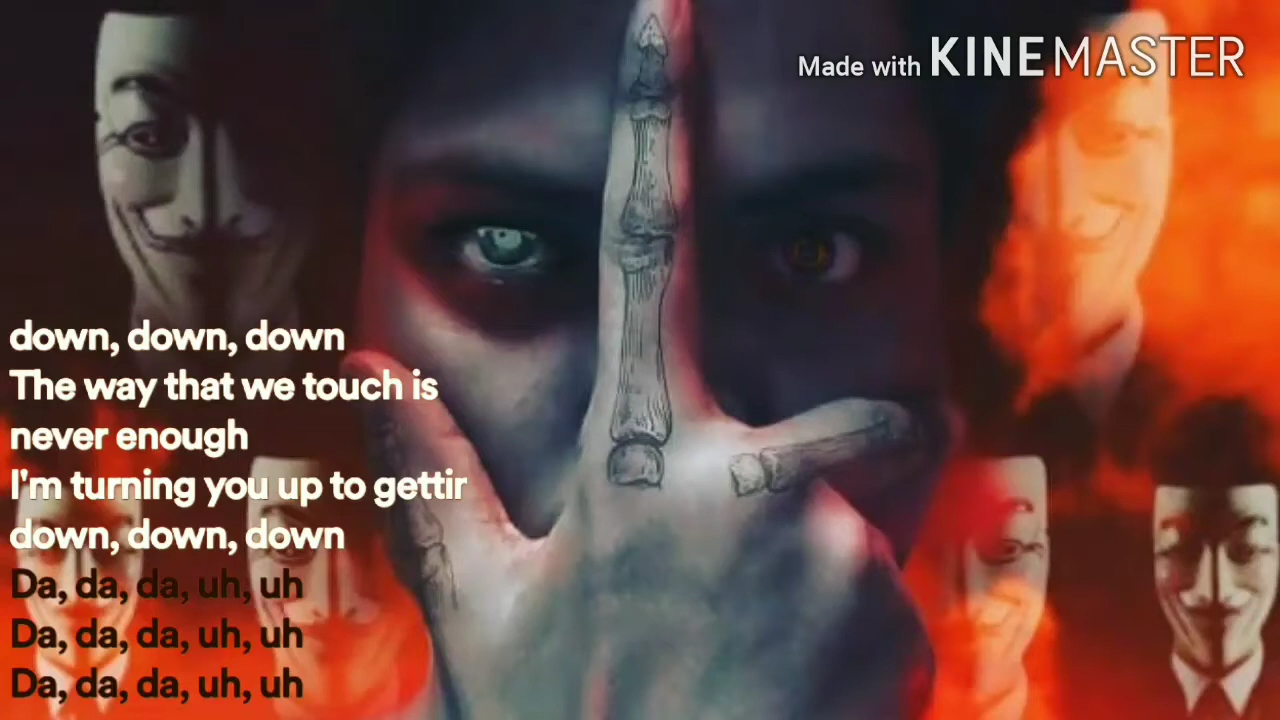 Made with KINEMASTER
down, down, down
The way that we touch is
never enough
I'm turning you up to gettir
down, down, down
Da, da, da, uh, uh
Da, da, da, uh, uh
Da, da, da, uh, uh